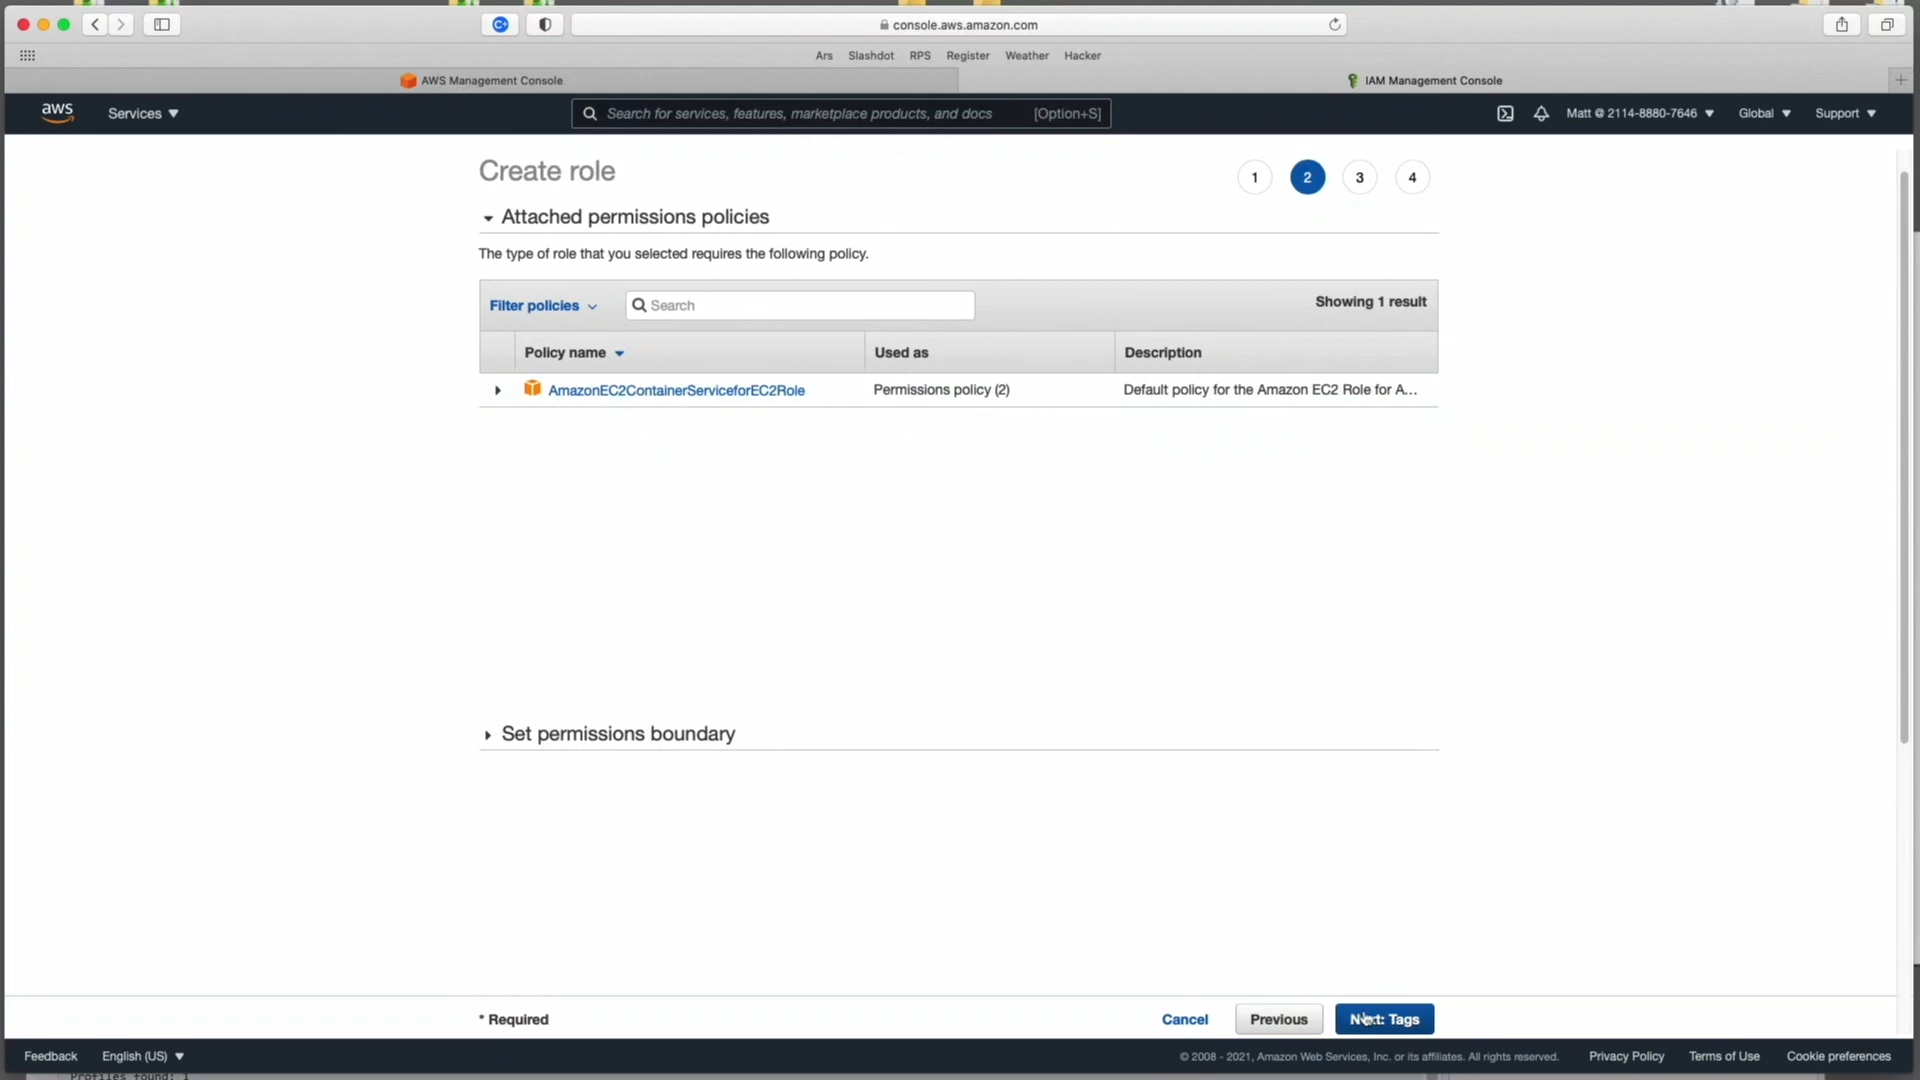 console.aws.amazon.com
Ars Slashdot RPS Register Weather Hacker
AWS Management Console
IAM Management Console
aws Services Search for services, features, marketplace products, and docs [Option+S] Matt @ 2114-8880-7646 Global Support
Create role
1 2 3 4
Attached permissions policies
The type of role that you selected requires the following policy.
Filter policies Search Showing 1 result
Policy name Used as Description
AmazonEC2ContainerServiceforEC2Role Permissions policy (2) Default policy for the Amazon EC2 Role for A...
Set permissions boundary
* Required Cancel Previous Next: Tags
Feedback English (US) © 2008 - 2021, Amazon Web Services, Inc. or its affiliates. All rights reserved. Privacy Policy Terms of Use Cookie preferences
Profiles found: 1